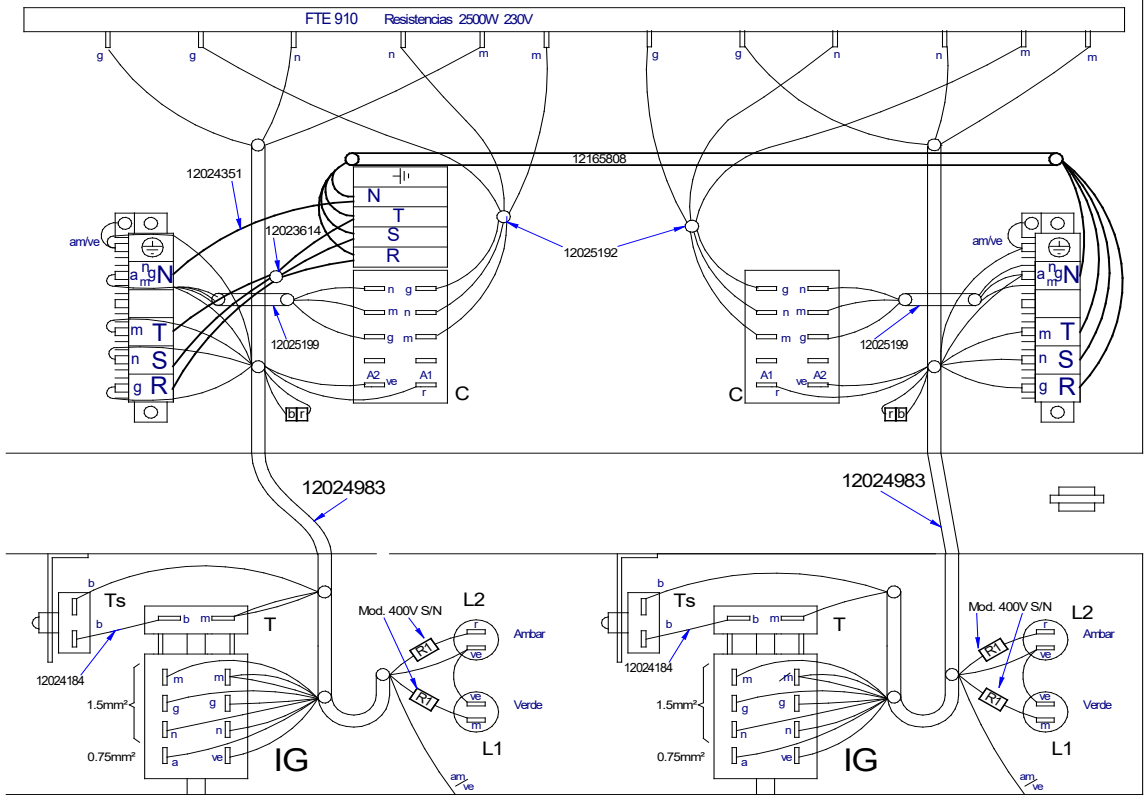 FTE 910 Resistencias 2500W 230V
g g n n m m g g n n m m
12165808
12024351
N
T
S
R
12023614
12025192
am/ve
a n g m N
m T
n S
g R
12025199
n g
m n
g m
A2 ve A1
r
C
b r
am/ve
a n g m N
m T
n S
g R
12025199
g n
n m
m g
A1 ve A2
r
C
r b
12024983
12024983
b
Ts
b
b m T
12024184
Mod. 400V S/N
L2
R1
r
ve
Ambar
R1
ve
m
Verde
L1
1.5mm²
0.75mm²
m m
g g
n n
a ve
IG
am/ve
b
Ts
b
b m T
12024184
Mod. 400V S/N
L2
R1
r
ve
Ambar
R1
ve
m
Verde
L1
1.5mm²
0.75mm²
m m
g g
n n
a ve
IG
am/ve